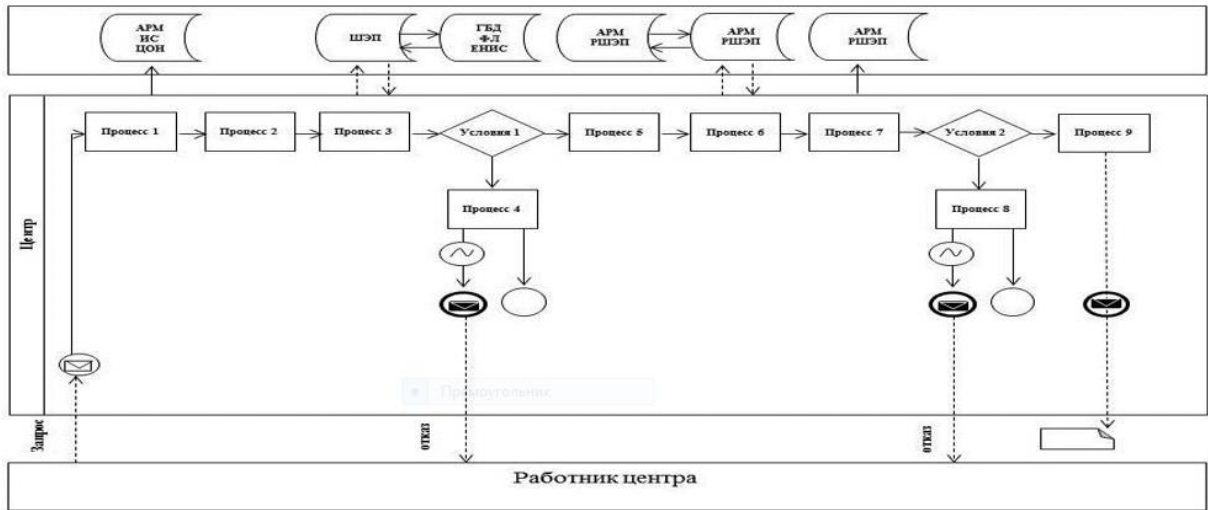 АРМ
ИС
ЦОН
ШЭП
ГБД
ФЛ
ЕНИС
АРМ
РШЭП
АРМ
РШЭП
АРМ
РШЭП
Процесс 1
Процесс 2
Процесс 3
Условия 1
Процесс 5
Процесс 6
Процесс 7
Условия 2
Процесс 9
Процесс 4
Процесс 8
Центр
Прямоугольник
Запрос
отказ
отказ
Работник центра